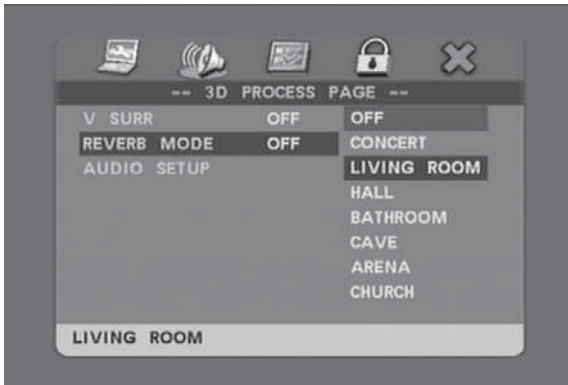 -- 3D PROCESS PAGE --
V SURR OFF OFF
REVERB MODE OFF CONCERT
AUDIO SETUP LIVING ROOM
HALL
BATHROOM
CAVE
ARENA
CHURCH
LIVING ROOM